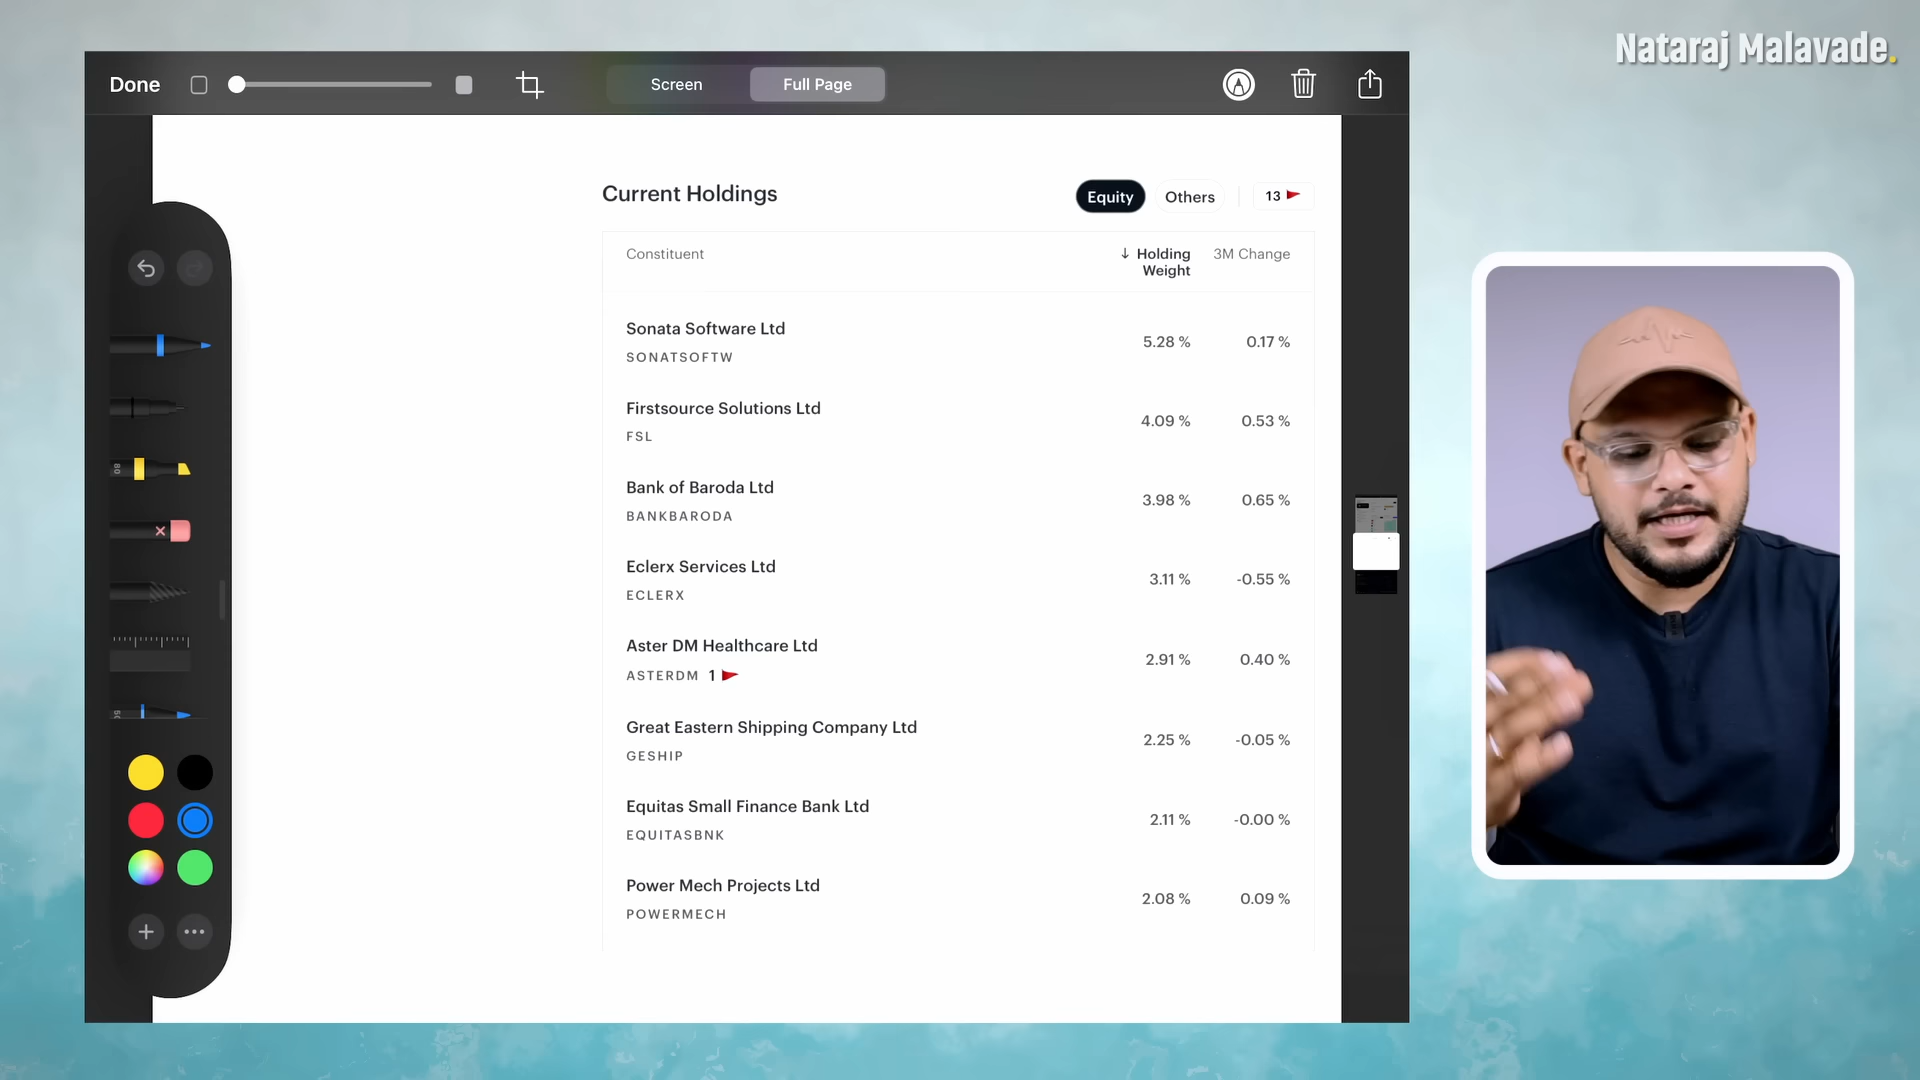 Nataraj Malavade.
Done
Screen
Full Page
Current Holdings
Equity
Others
13
Constituent
↓ Holding Weight
3M Change
Sonata Software Ltd
SONATSOFTW
5.28 %
0.17 %
Firstsource Solutions Ltd
FSL
4.09 %
0.53 %
Bank of Baroda Ltd
BANKBARODA
3.98 %
0.65 %
Eclerx Services Ltd
ECLERX
3.11 %
-0.55 %
Aster DM Healthcare Ltd
ASTERDM 1
2.91 %
0.40 %
Great Eastern Shipping Company Ltd
GESHIP
2.25 %
-0.05 %
Equitas Small Finance Bank Ltd
EQUITASBNK
2.11 %
-0.00 %
Power Mech Projects Ltd
POWERMECH
2.08 %
0.09 %
80